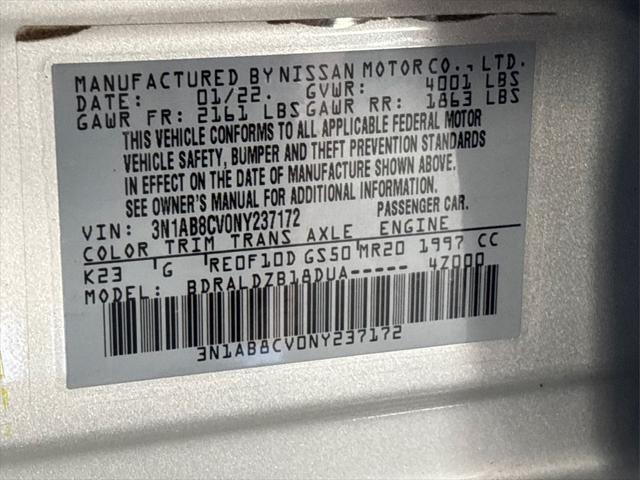 MANUFACTURED BY NISSAN MOTOR CO., LTD.
DATE: 01/22. GVWR: 4001 LBS
GAWR FR: 2161 LBS GAWR RR: 1863 LBS
THIS VEHICLE CONFORMS TO ALL APPLICABLE FEDERAL MOTOR
VEHICLE SAFETY, BUMPER AND THEFT PREVENTION STANDARDS
IN EFFECT ON THE DATE OF MANUFACTURE SHOWN ABOVE.
SEE OWNER'S MANUAL FOR ADDITIONAL INFORMATION.
VIN: 3N1AB8CV0NY237172 PASSENGER CAR.
COLOR TRIM TRANS AXLE ENGINE
K23 G RE0F10D GS50 MR20 1997 CC
MODEL: BDRALDZB18DUA----- 4Z000
3N1AB8CV0NY237172